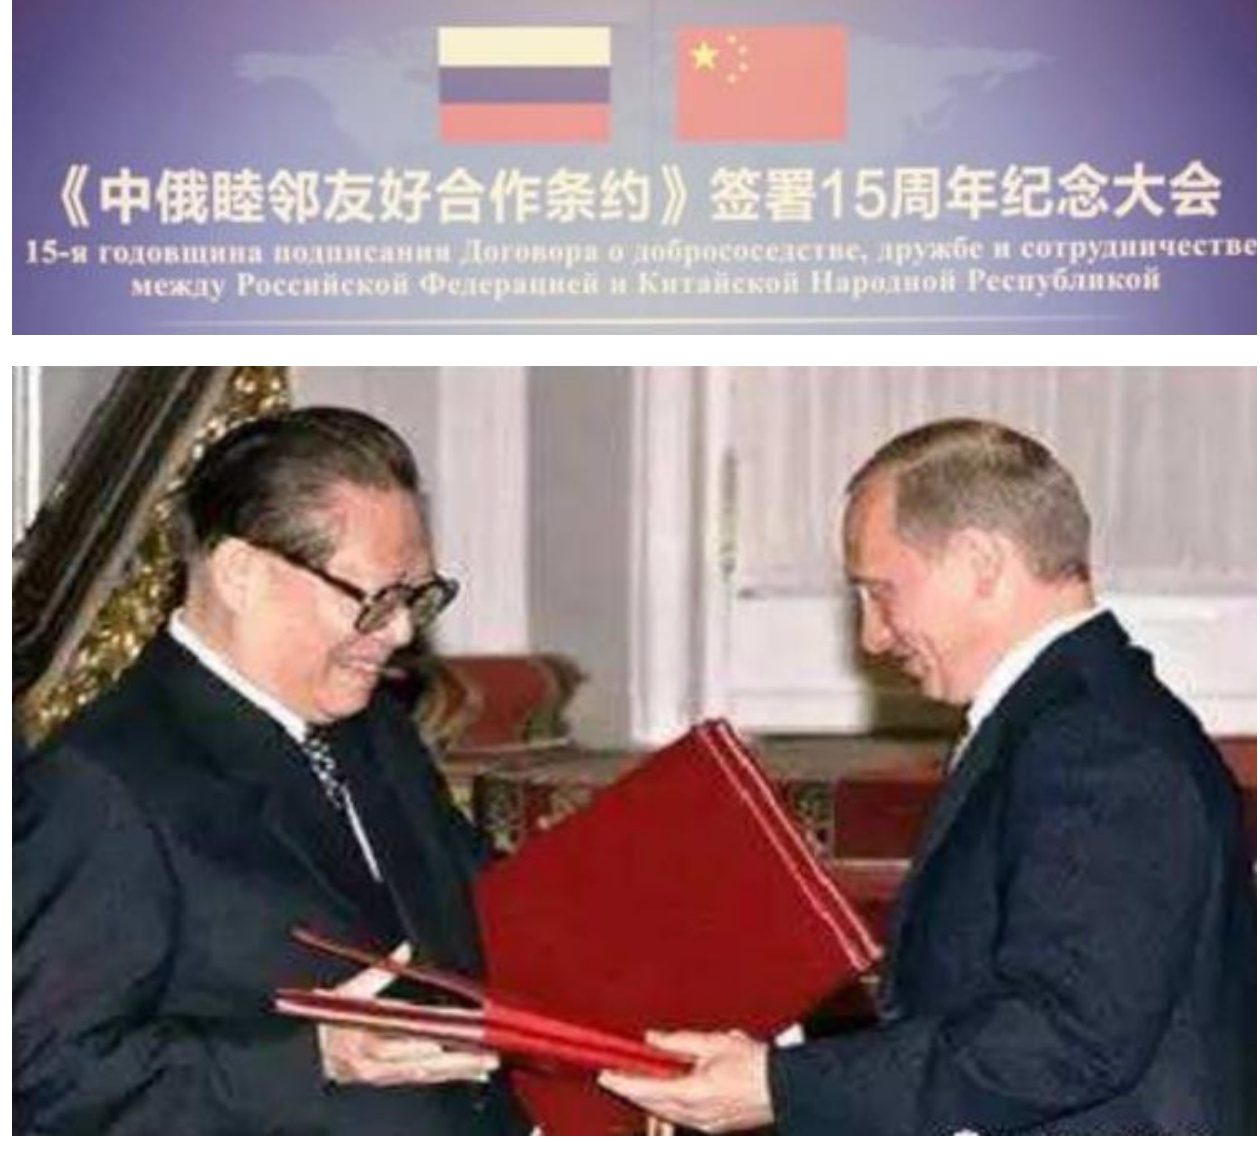 《中俄睦邻友好合作条约》签署15周年纪念大会
15-я годовщина подписания Договора о добрососедстве, дружбе и сотрудничестве
между Российской Федерацией и Китайской Народной Республикой